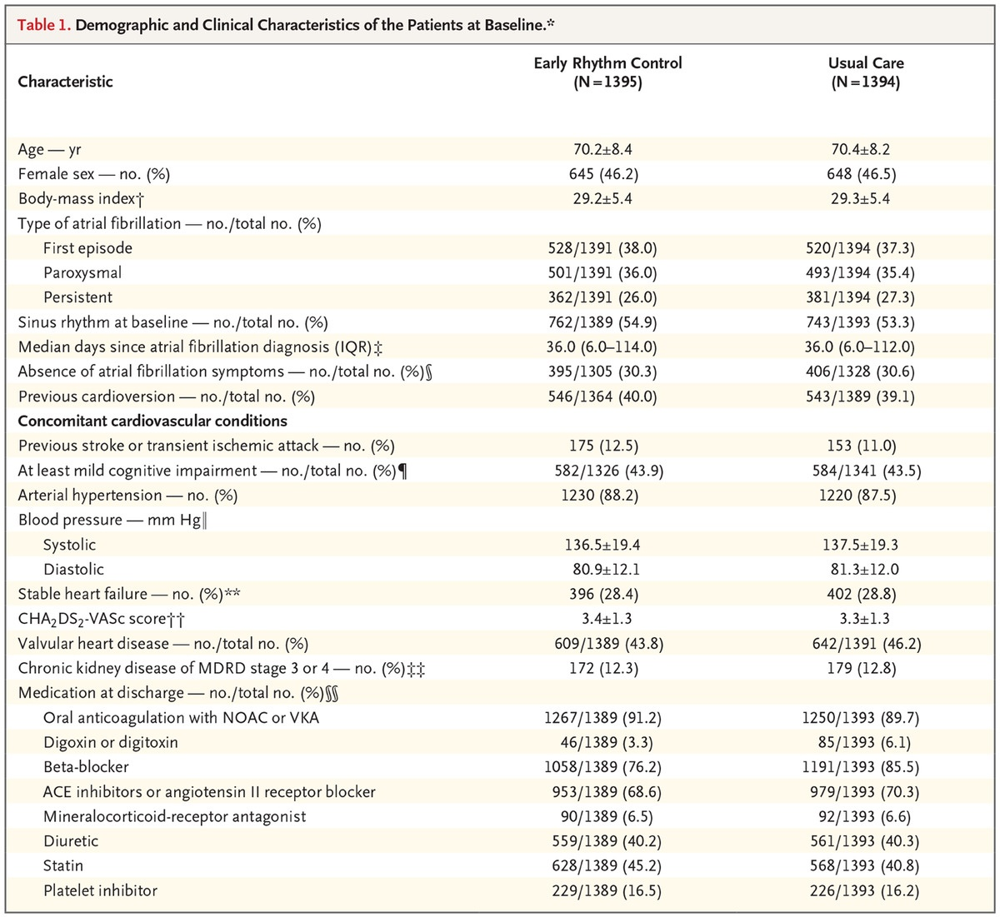 Table 1. Demographic and Clinical Characteristics of the Patients at Baseline.*
Characteristic Early Rhythm Control (N=1395) Usual Care (N=1394)
Age — yr 70.2±8.4 70.4±8.2
Female sex — no. (%) 645 (46.2) 648 (46.5)
Body-mass index† 29.2±5.4 29.3±5.4
Type of atrial fibrillation — no./total no. (%)
First episode 528/1391 (38.0) 520/1394 (37.3)
Paroxysmal 501/1391 (36.0) 493/1394 (35.4)
Persistent 362/1391 (26.0) 381/1394 (27.3)
Sinus rhythm at baseline — no./total no. (%) 762/1389 (54.9) 743/1393 (53.3)
Median days since atrial fibrillation diagnosis (IQR)‡ 36.0 (6.0–114.0) 36.0 (6.0–112.0)
Absence of atrial fibrillation symptoms — no./total no. (%)§ 395/1305 (30.3) 406/1328 (30.6)
Previous cardioversion — no./total no. (%) 546/1364 (40.0) 543/1389 (39.1)
Concomitant cardiovascular conditions
Previous stroke or transient ischemic attack — no. (%) 175 (12.5) 153 (11.0)
At least mild cognitive impairment — no./total no. (%)¶ 582/1326 (43.9) 584/1341 (43.5)
Arterial hypertension — no. (%) 1230 (88.2) 1220 (87.5)
Blood pressure — mm Hg‖
Systolic 136.5±19.4 137.5±19.3
Diastolic 80.9±12.1 81.3±12.0
Stable heart failure — no. (%)** 396 (28.4) 402 (28.8)
CHA₂DS₂-VASc score†† 3.4±1.3 3.3±1.3
Valvular heart disease — no./total no. (%) 609/1389 (43.8) 642/1391 (46.2)
Chronic kidney disease of MDRD stage 3 or 4 — no. (%)‡‡ 172 (12.3) 179 (12.8)
Medication at discharge — no./total no. (%)§§
Oral anticoagulation with NOAC or VKA 1267/1389 (91.2) 1250/1393 (89.7)
Digoxin or digitoxin 46/1389 (3.3) 85/1393 (6.1)
Beta-blocker 1058/1389 (76.2) 1191/1393 (85.5)
ACE inhibitors or angiotensin II receptor blocker 953/1389 (68.6) 979/1393 (70.3)
Mineralocorticoid-receptor antagonist 90/1389 (6.5) 92/1393 (6.6)
Diuretic 559/1389 (40.2) 561/1393 (40.3)
Statin 628/1389 (45.2) 568/1393 (40.8)
Platelet inhibitor 229/1389 (16.5) 226/1393 (16.2)